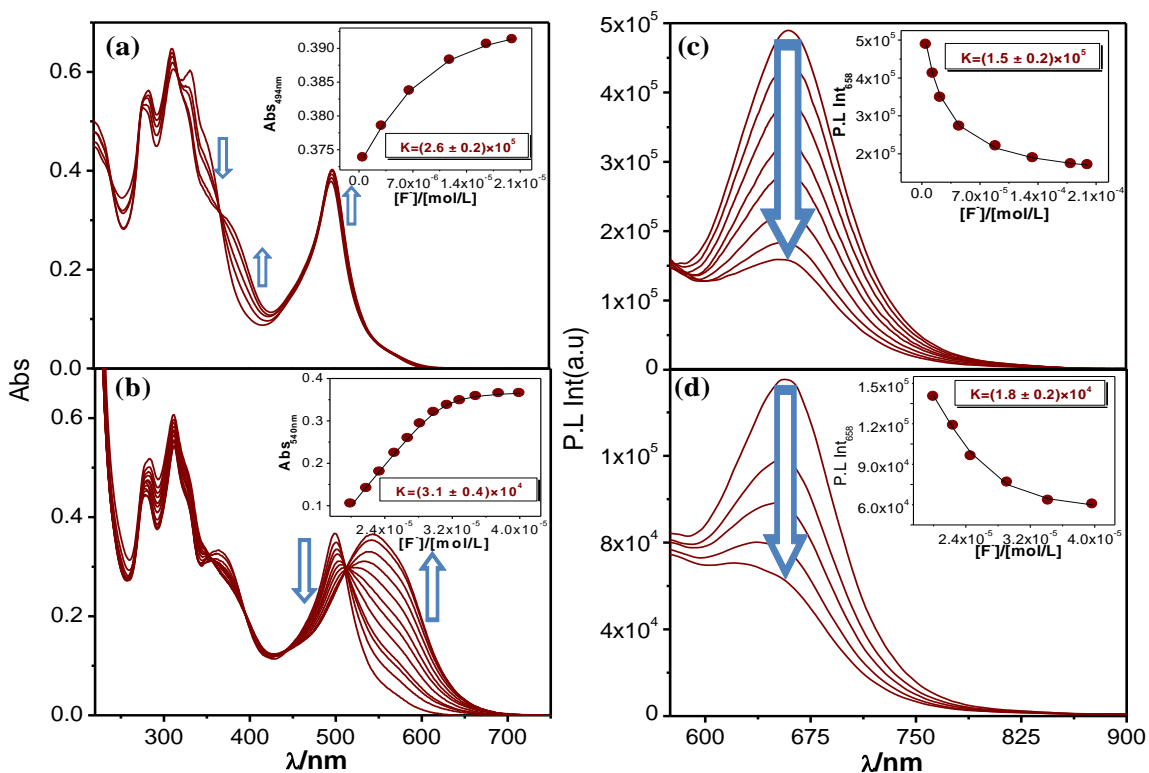 (a)
0.6
0.4
0.2
0.0
Abs₄₉₄nm
0.390
0.385
0.380
0.375
K=(2.6 ± 0.2)×10⁵
0.0 7.0x10⁻⁶ 1.4x10⁻⁵ 2.1x10⁻⁵
[F⁻]/[mol/L]
(b)
0.6
0.4
0.2
0.0
Abs₅₄₀nm
0.4
0.3
0.2
0.1
K=(3.1 ± 0.4)×10⁴
2.4x10⁻⁵ 3.2x10⁻⁵ 4.0x10⁻⁵
[F⁻]/[mol/L]
Abs
300 400 500 600 700
λ/nm
(c)
5x10⁵
4x10⁵
3x10⁵
2x10⁵
1x10⁵
0
P.L Int₆₅₈
5x10⁵
4x10⁵
3x10⁵
2x10⁵
K=(1.5 ± 0.2)×10⁵
0.0 7.0x10⁻⁵ 1.4x10⁻⁴ 2.1x10⁻⁴
[F⁻]/[mol/L]
(d)
1x10⁵
8x10⁴
4x10⁴
0
P.L Int₆₅₈
1.5x10⁵
1.2x10⁵
9.0x10⁴
6.0x10⁴
K=(1.8 ± 0.2)×10⁴
2.4x10⁻⁵ 3.2x10⁻⁵ 4.0x10⁻⁵
[F⁻]/[mol/L]
P.L Int(a.u)
600 675 750 825 900
λ/nm